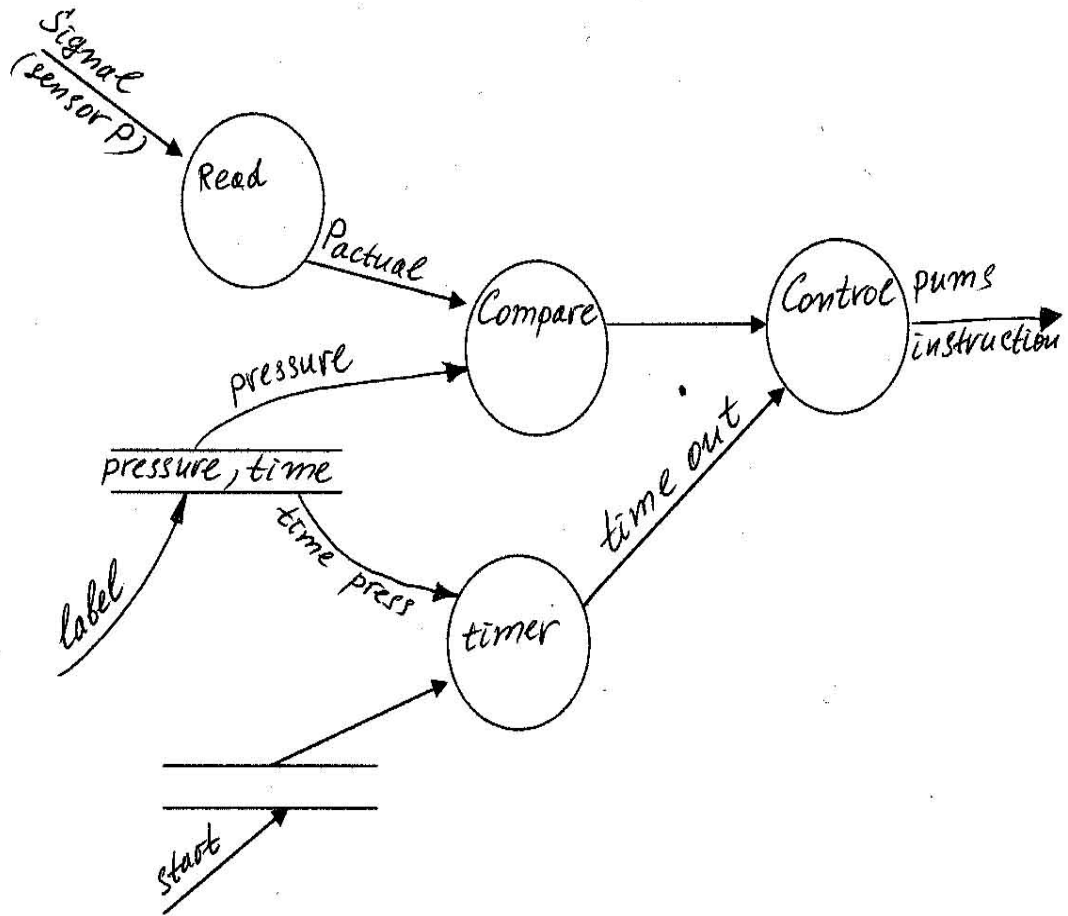 Signal
(sensor P)
Read
Pactual
Compare
Control
pums
instruction
pressure
pressure, time
time press
time out
label
timer
start